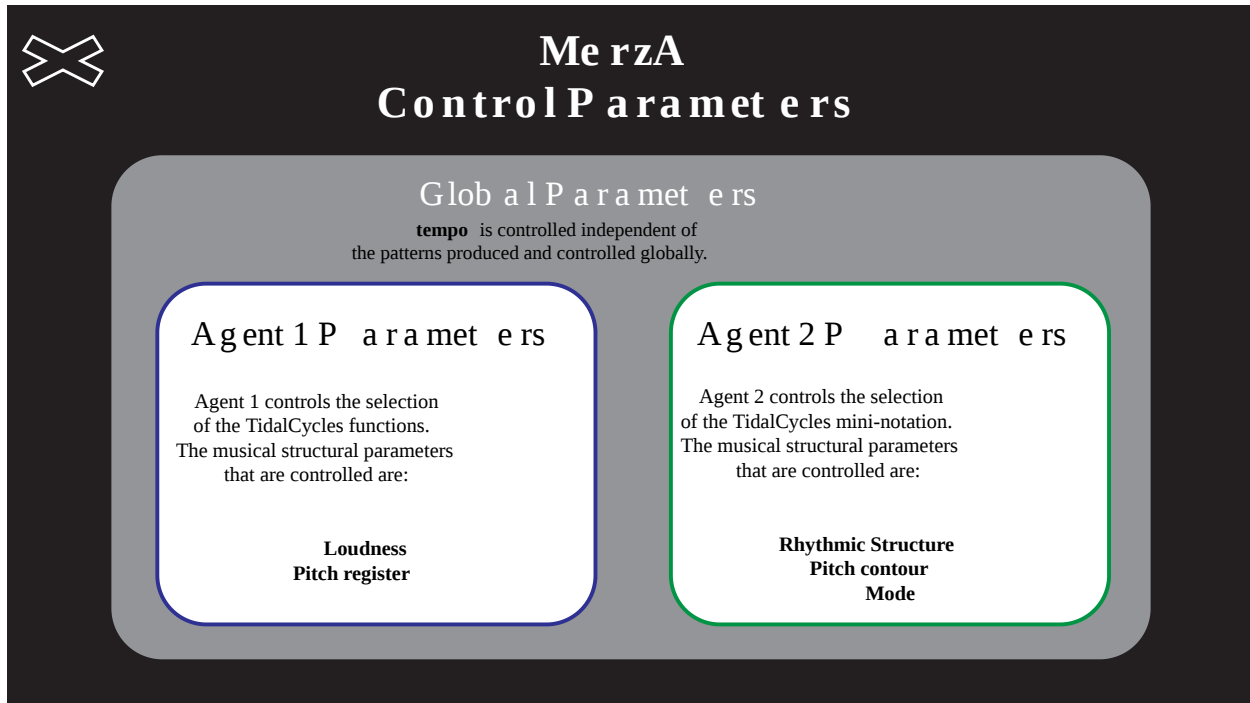 MerzA
Control Parameters
Global Parameters
tempo is controlled independent of
the patterns produced and controlled globally.
Agent 1 Parameters
Agent 1 controls the selection
of the TidalCycles functions.
The musical structural parameters
that are controlled are:
Loudness
Pitch register
Agent 2 Parameters
Agent 2 controls the selection
of the TidalCycles mini-notation.
The musical structural parameters
that are controlled are:
Rhythmic Structure
Pitch contour
Mode